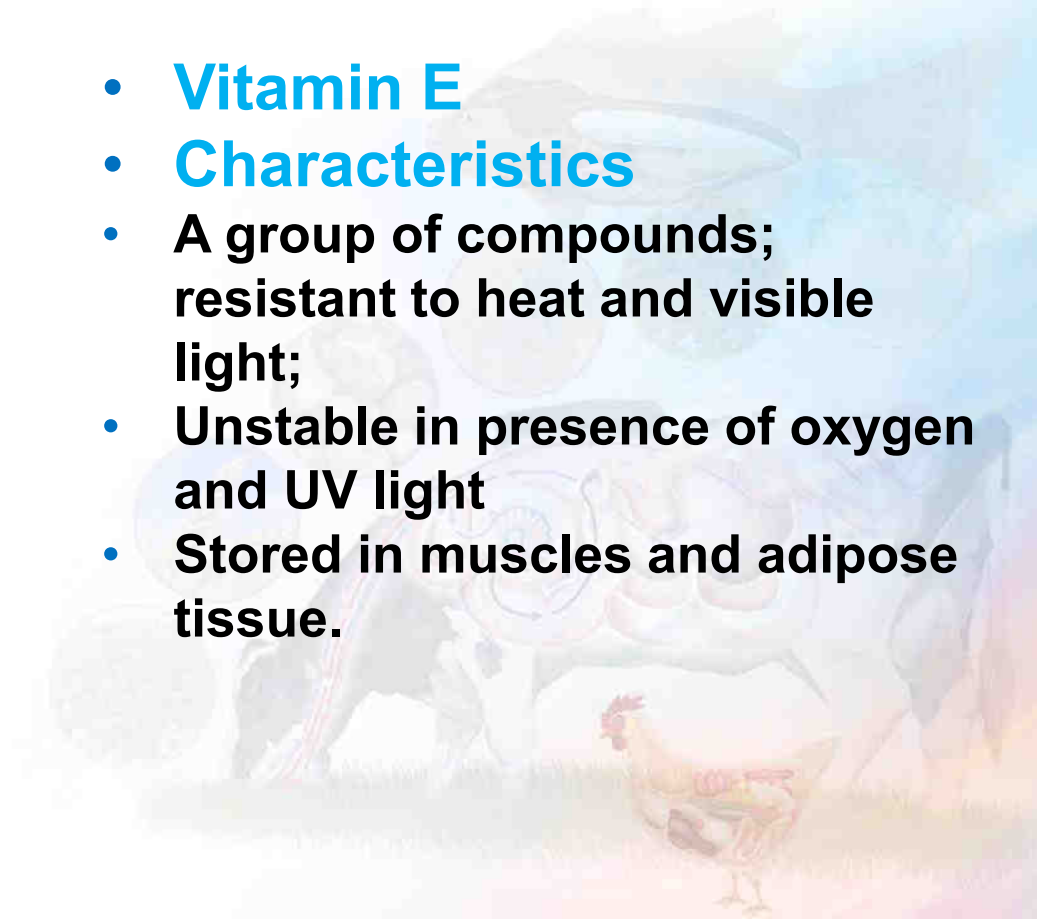 • Vitamin E
• Characteristics
• A group of compounds;
resistant to heat and visible
light;
• Unstable in presence of oxygen
and UV light
• Stored in muscles and adipose
tissue.